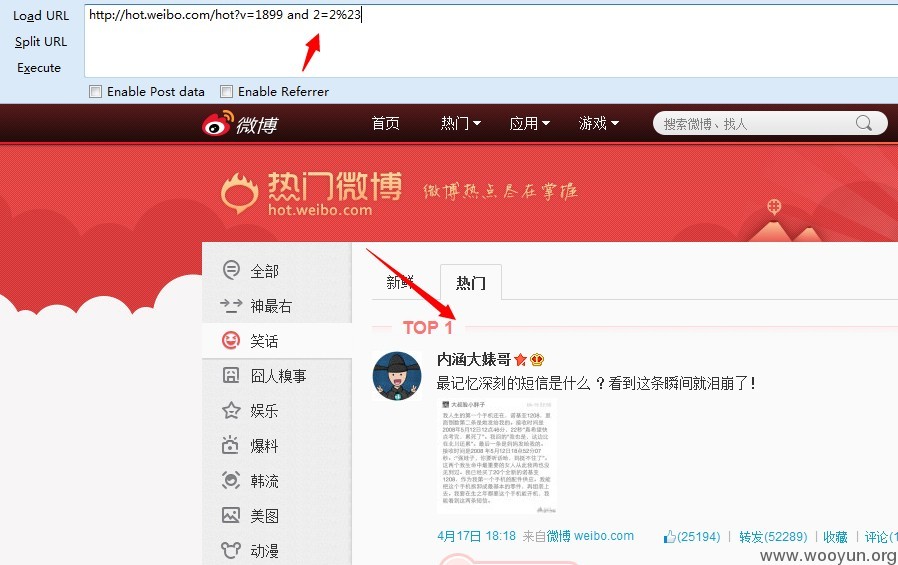 Load URL
http://hot.weibo.com/hot?v=1899 and 2=2%23
Split URL
Execute
Enable Post data
Enable Referrer
微博
首页
热门
应用
游戏
搜索微博、找人
热门微博
hot.weibo.com
微博热点尽在掌握
全部
神最右
笑话
囧人糗事
娱乐
爆料
韩流
美图
动漫
新鲜
热门
TOP 1
内涵大婊哥
最记忆深刻的短信是什么 ？看到这条瞬间就泪崩了！
4月17日 18:18 来自微博 weibo.com
(25194)
转发(52289)
收藏
评论(1
www.wooyun.org